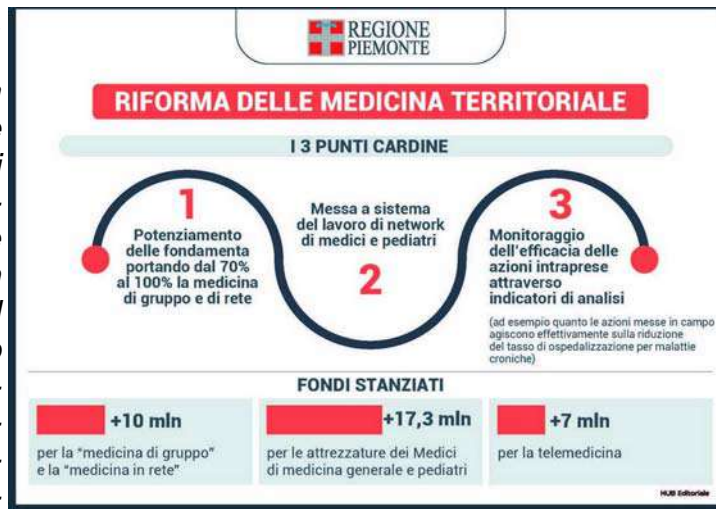 REGIONE
PIEMONTE
RIFORMA DELLE MEDICINA TERRITORIALE
I 3 PUNTI CARDINE
1
Potenziamento
delle fondamenta
portando dal 70%
al 100% la medicina
di gruppo e di rete
Messa a sistema
del lavoro di network
di medici e pediatri
2
3
Monitoraggio
dell'efficacia delle
azioni intraprese
attraverso
indicatori di analisi
(ad esempio quanto le azioni messe in campo
agiscono effettivamente sulla riduzione
del tasso di ospedalizzazione per malattie
croniche)
FONDI STANZIATI
+10 mln
per la "medicina di gruppo"
e la "medicina in rete"
+17,3 mln
per le attrezzature dei Medici
di medicina generale e pediatri
+7 mln
per la telemedicina
HUB Editoriale